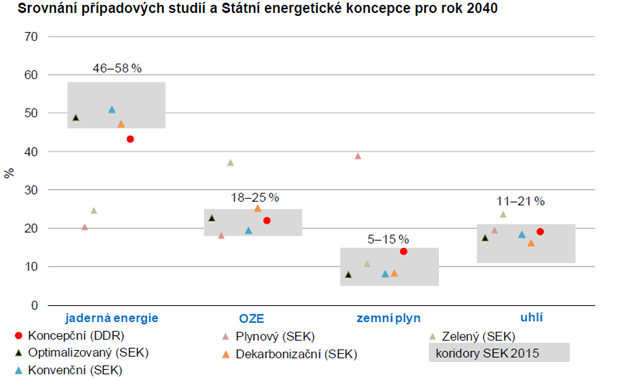 Srovnání případových studií a Státní energetické koncepce pro rok 2040
70
60
50
40
30
20
10
0
%
46–58 %
18–25 %
5–15 %
11–21 %
jaderná energie
OZE
zemní plyn
uhlí
Koncepční (DDR)
Plynový (SEK)
Zelený (SEK)
Optimalizovaný (SEK)
Dekarbonizační (SEK)
koridory SEK 2015
Konvenční (SEK)